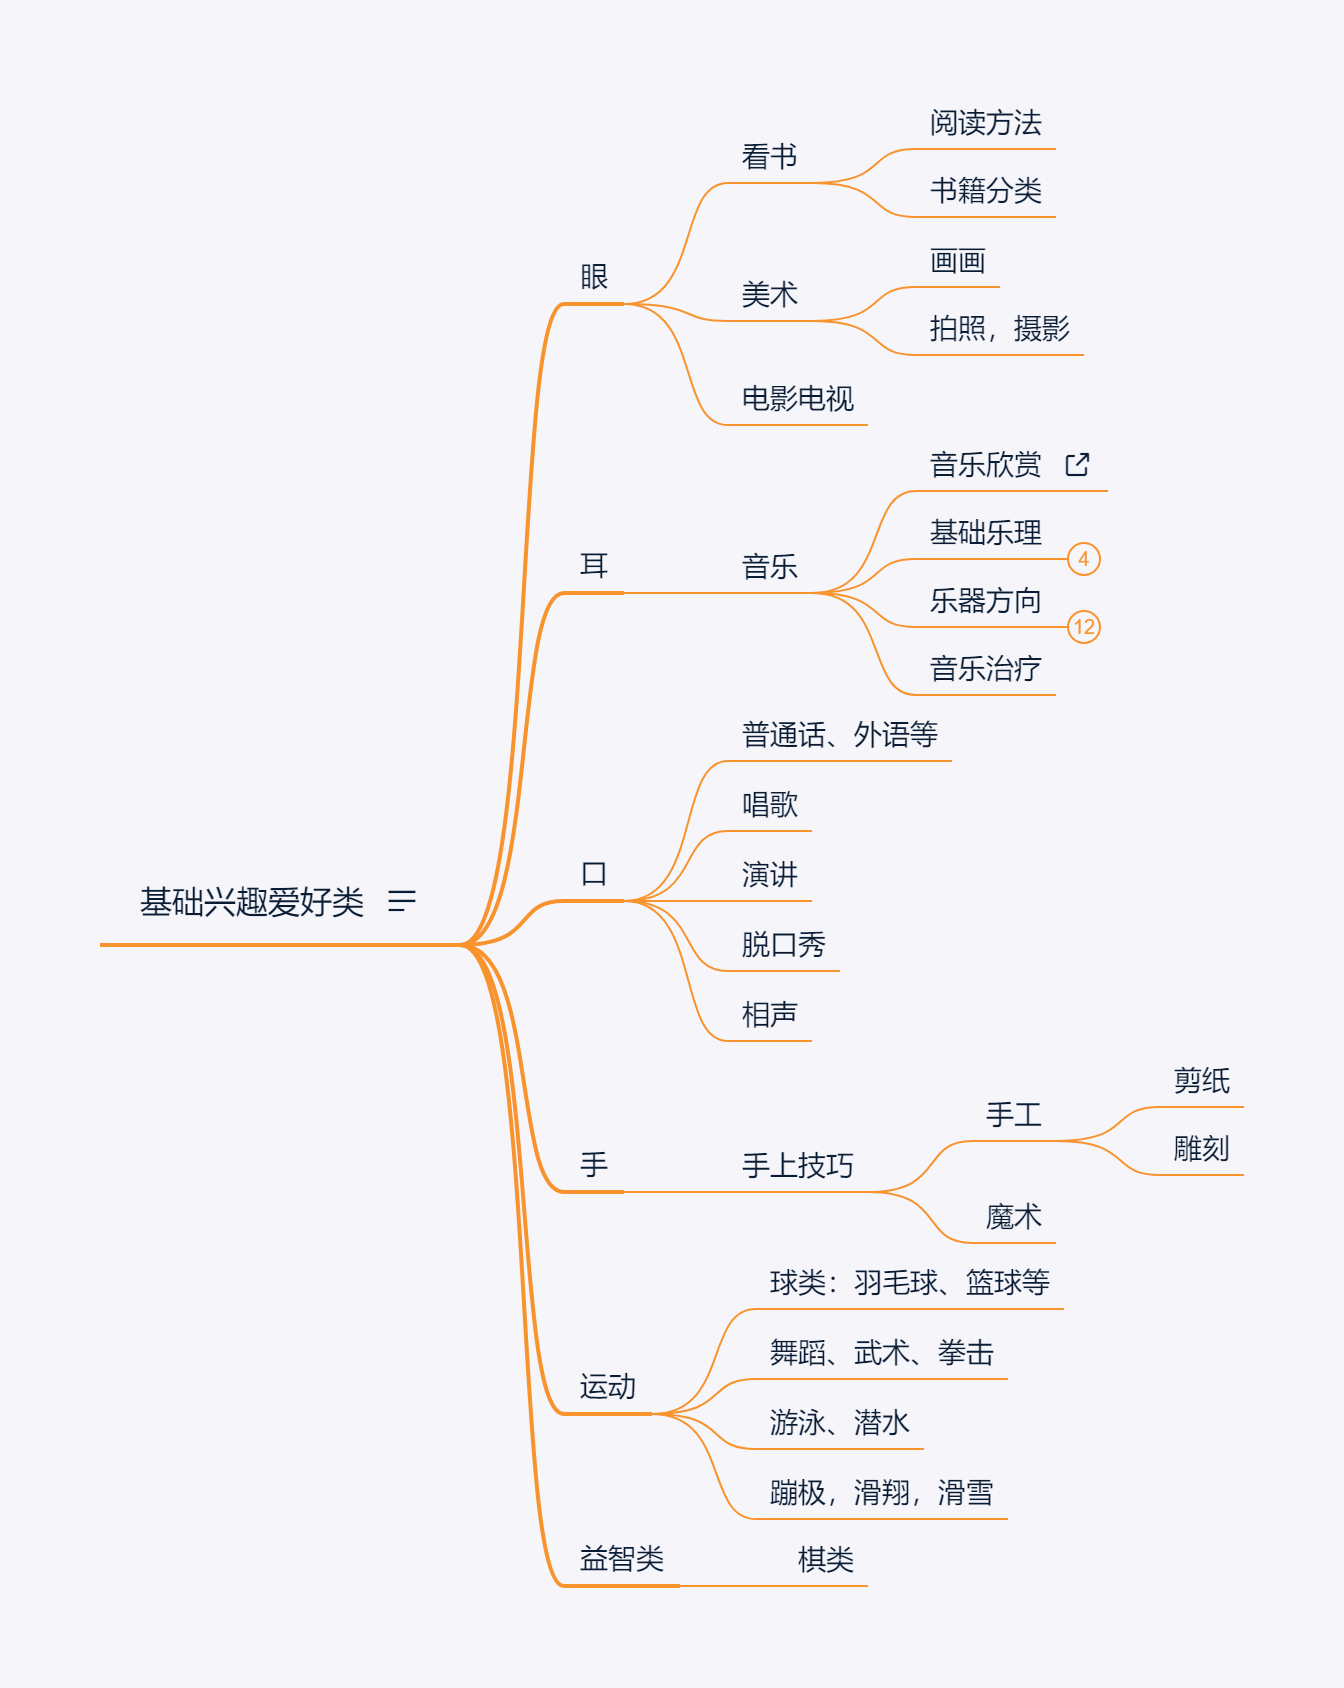 基础兴趣爱好类
眼
看书
阅读方法
书籍分类
美术
画画
拍照，摄影
电影电视
耳
音乐
音乐欣赏
基础乐理
4
乐器方向
12
音乐治疗
口
普通话、外语等
唱歌
演讲
脱口秀
相声
手
手上技巧
手工
剪纸
雕刻
魔术
运动
球类：羽毛球、篮球等
舞蹈、武术、拳击
游泳、潜水
蹦极，滑翔，滑雪
益智类
棋类